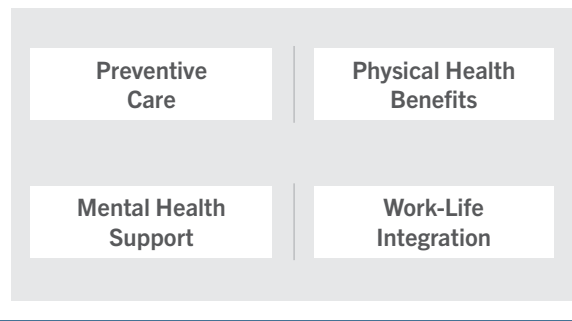 Preventive
Care
Physical Health
Benefits
Mental Health
Support
Work-Life
Integration